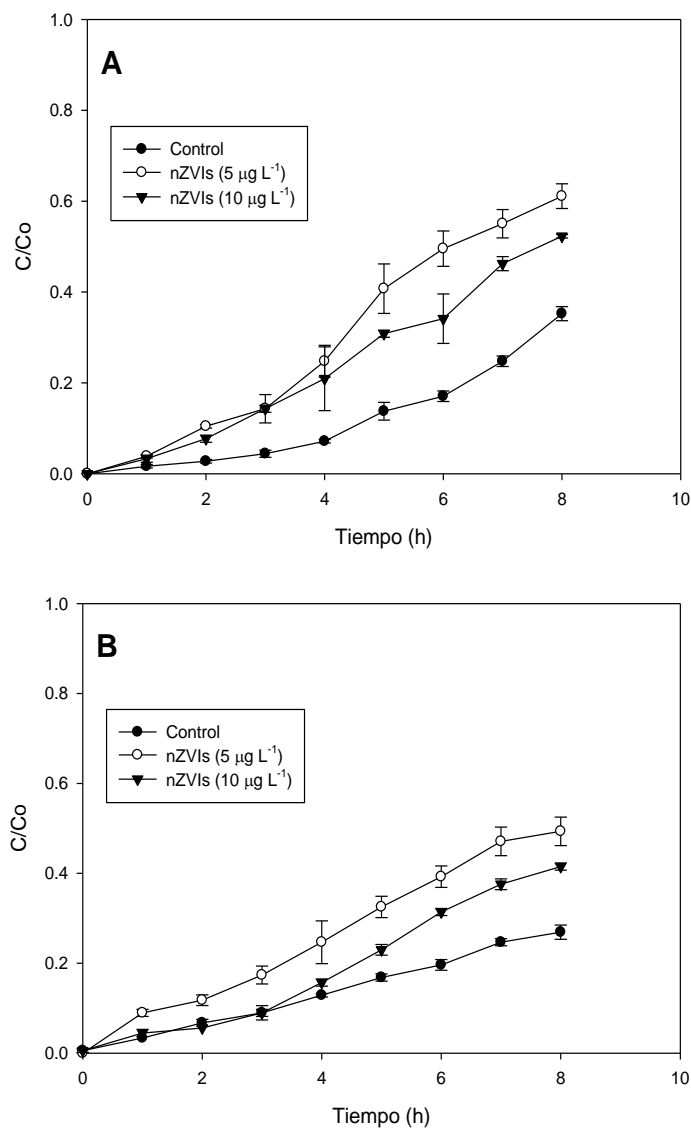 1.0
A
0.8
Control
nZVIs (5 μg L⁻¹)
nZVIs (10 μg L⁻¹)
0.6
C/Co
0.4
0.2
0.0
0 2 4 6 8 10
Tiempo (h)
1.0
B
0.8
Control
nZVIs (5 μg L⁻¹)
nZVIs (10 μg L⁻¹)
0.6
C/Co
0.4
0.2
0.0
0 2 4 6 8 10
Tiempo (h)